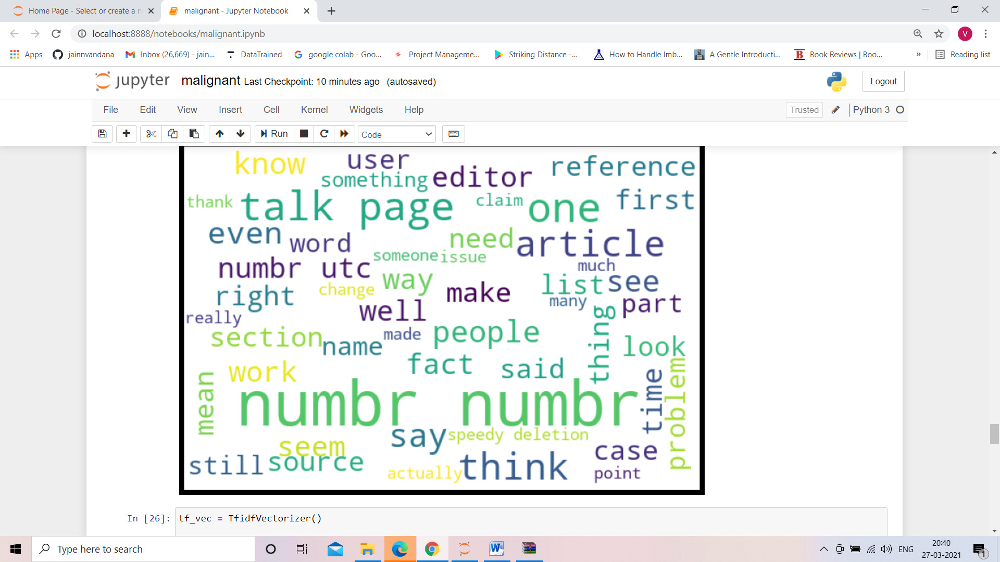 Home Page - Select or create a n
malignant - Jupyter Notebook
localhost:8888/notebooks/malignant.ipynb
V
Apps
jainnvandana
Inbox (26,669) - jain...
DataTrained
google colab - Goo...
Project Manageme...
Striking Distance -...
How to Handle Imb...
A Gentle Introducti...
B
Book Reviews | Boo...
»
Reading list
jupyter malignant Last Checkpoint: 10 minutes ago (autosaved)
Logout
File Edit View Insert Cell Kernel Widgets Help
Trusted
Python 3
Run
Code
know user reference
something editor
thank talk page claim one first
even word need article
someone issue
numbr utc much
way list see
right change make many part
really well thing
section name made people look
work fact said
mean numbr numbr time problem
say speedy deletion
seem case
still source actually think point
In [26]: tf_vec = TfidfVectorizer()
Type here to search
ENG
20:40
27-03-2021
1